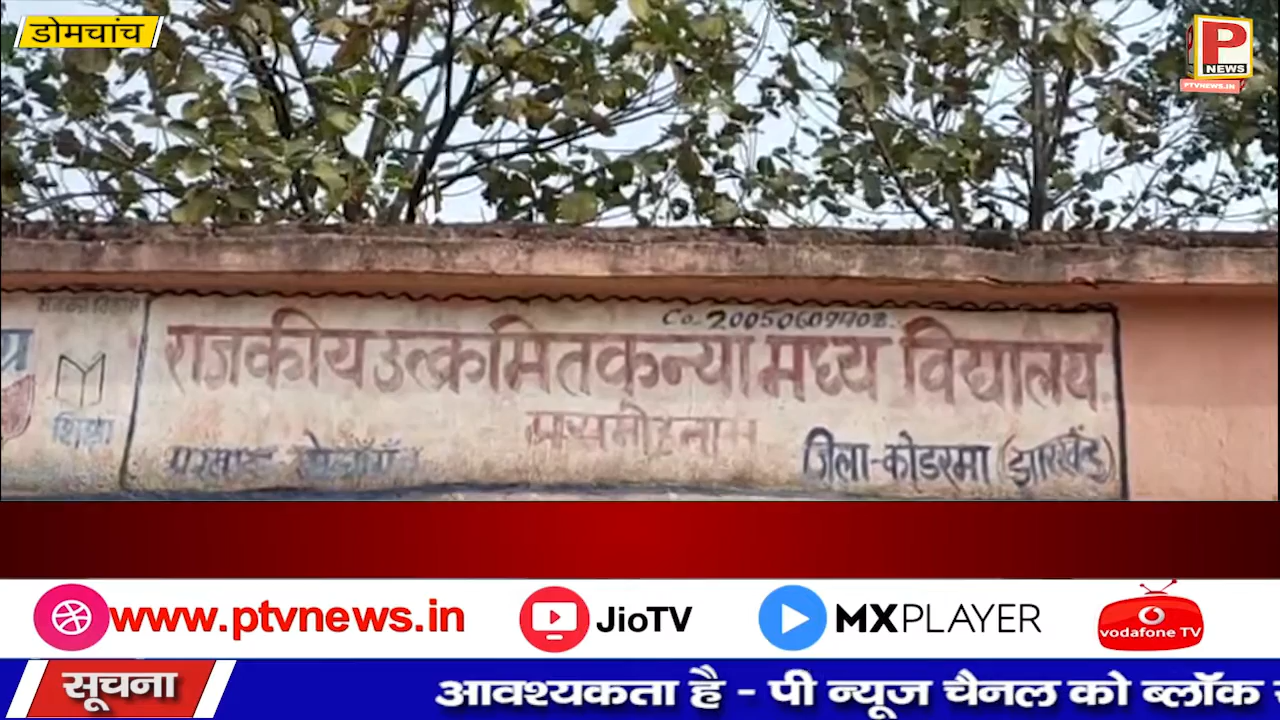 डोमचांच
P
NEWS
PTVNEWS.IN
Co. 20050609702.
राजकीय उत्क्रमित कन्या मध्य विद्यालय
शिक्षा
जिला-कोडरमा (झारखंड)
www.ptvnews.in
JioTV
MXPLAYER
vodafone TV
सूचना
आवश्यकता है - पी न्यूज चैनल को ब्लॉक